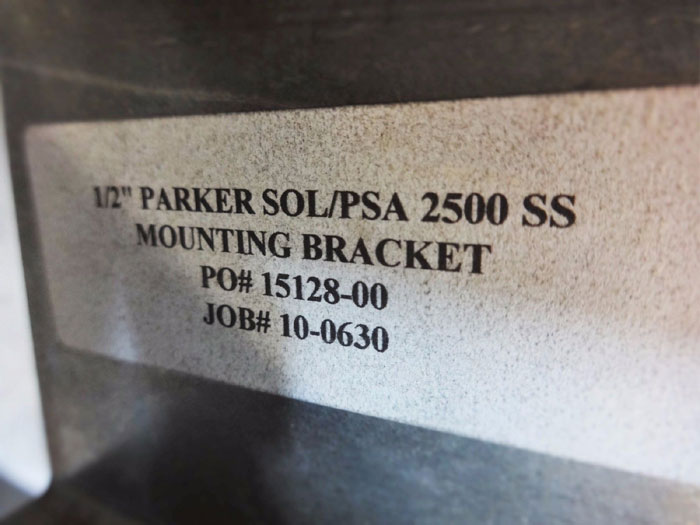 1/2" PARKER SOL/PSA 2500 SS
MOUNTING BRACKET
PO# 15128-00
JOB# 10-0630